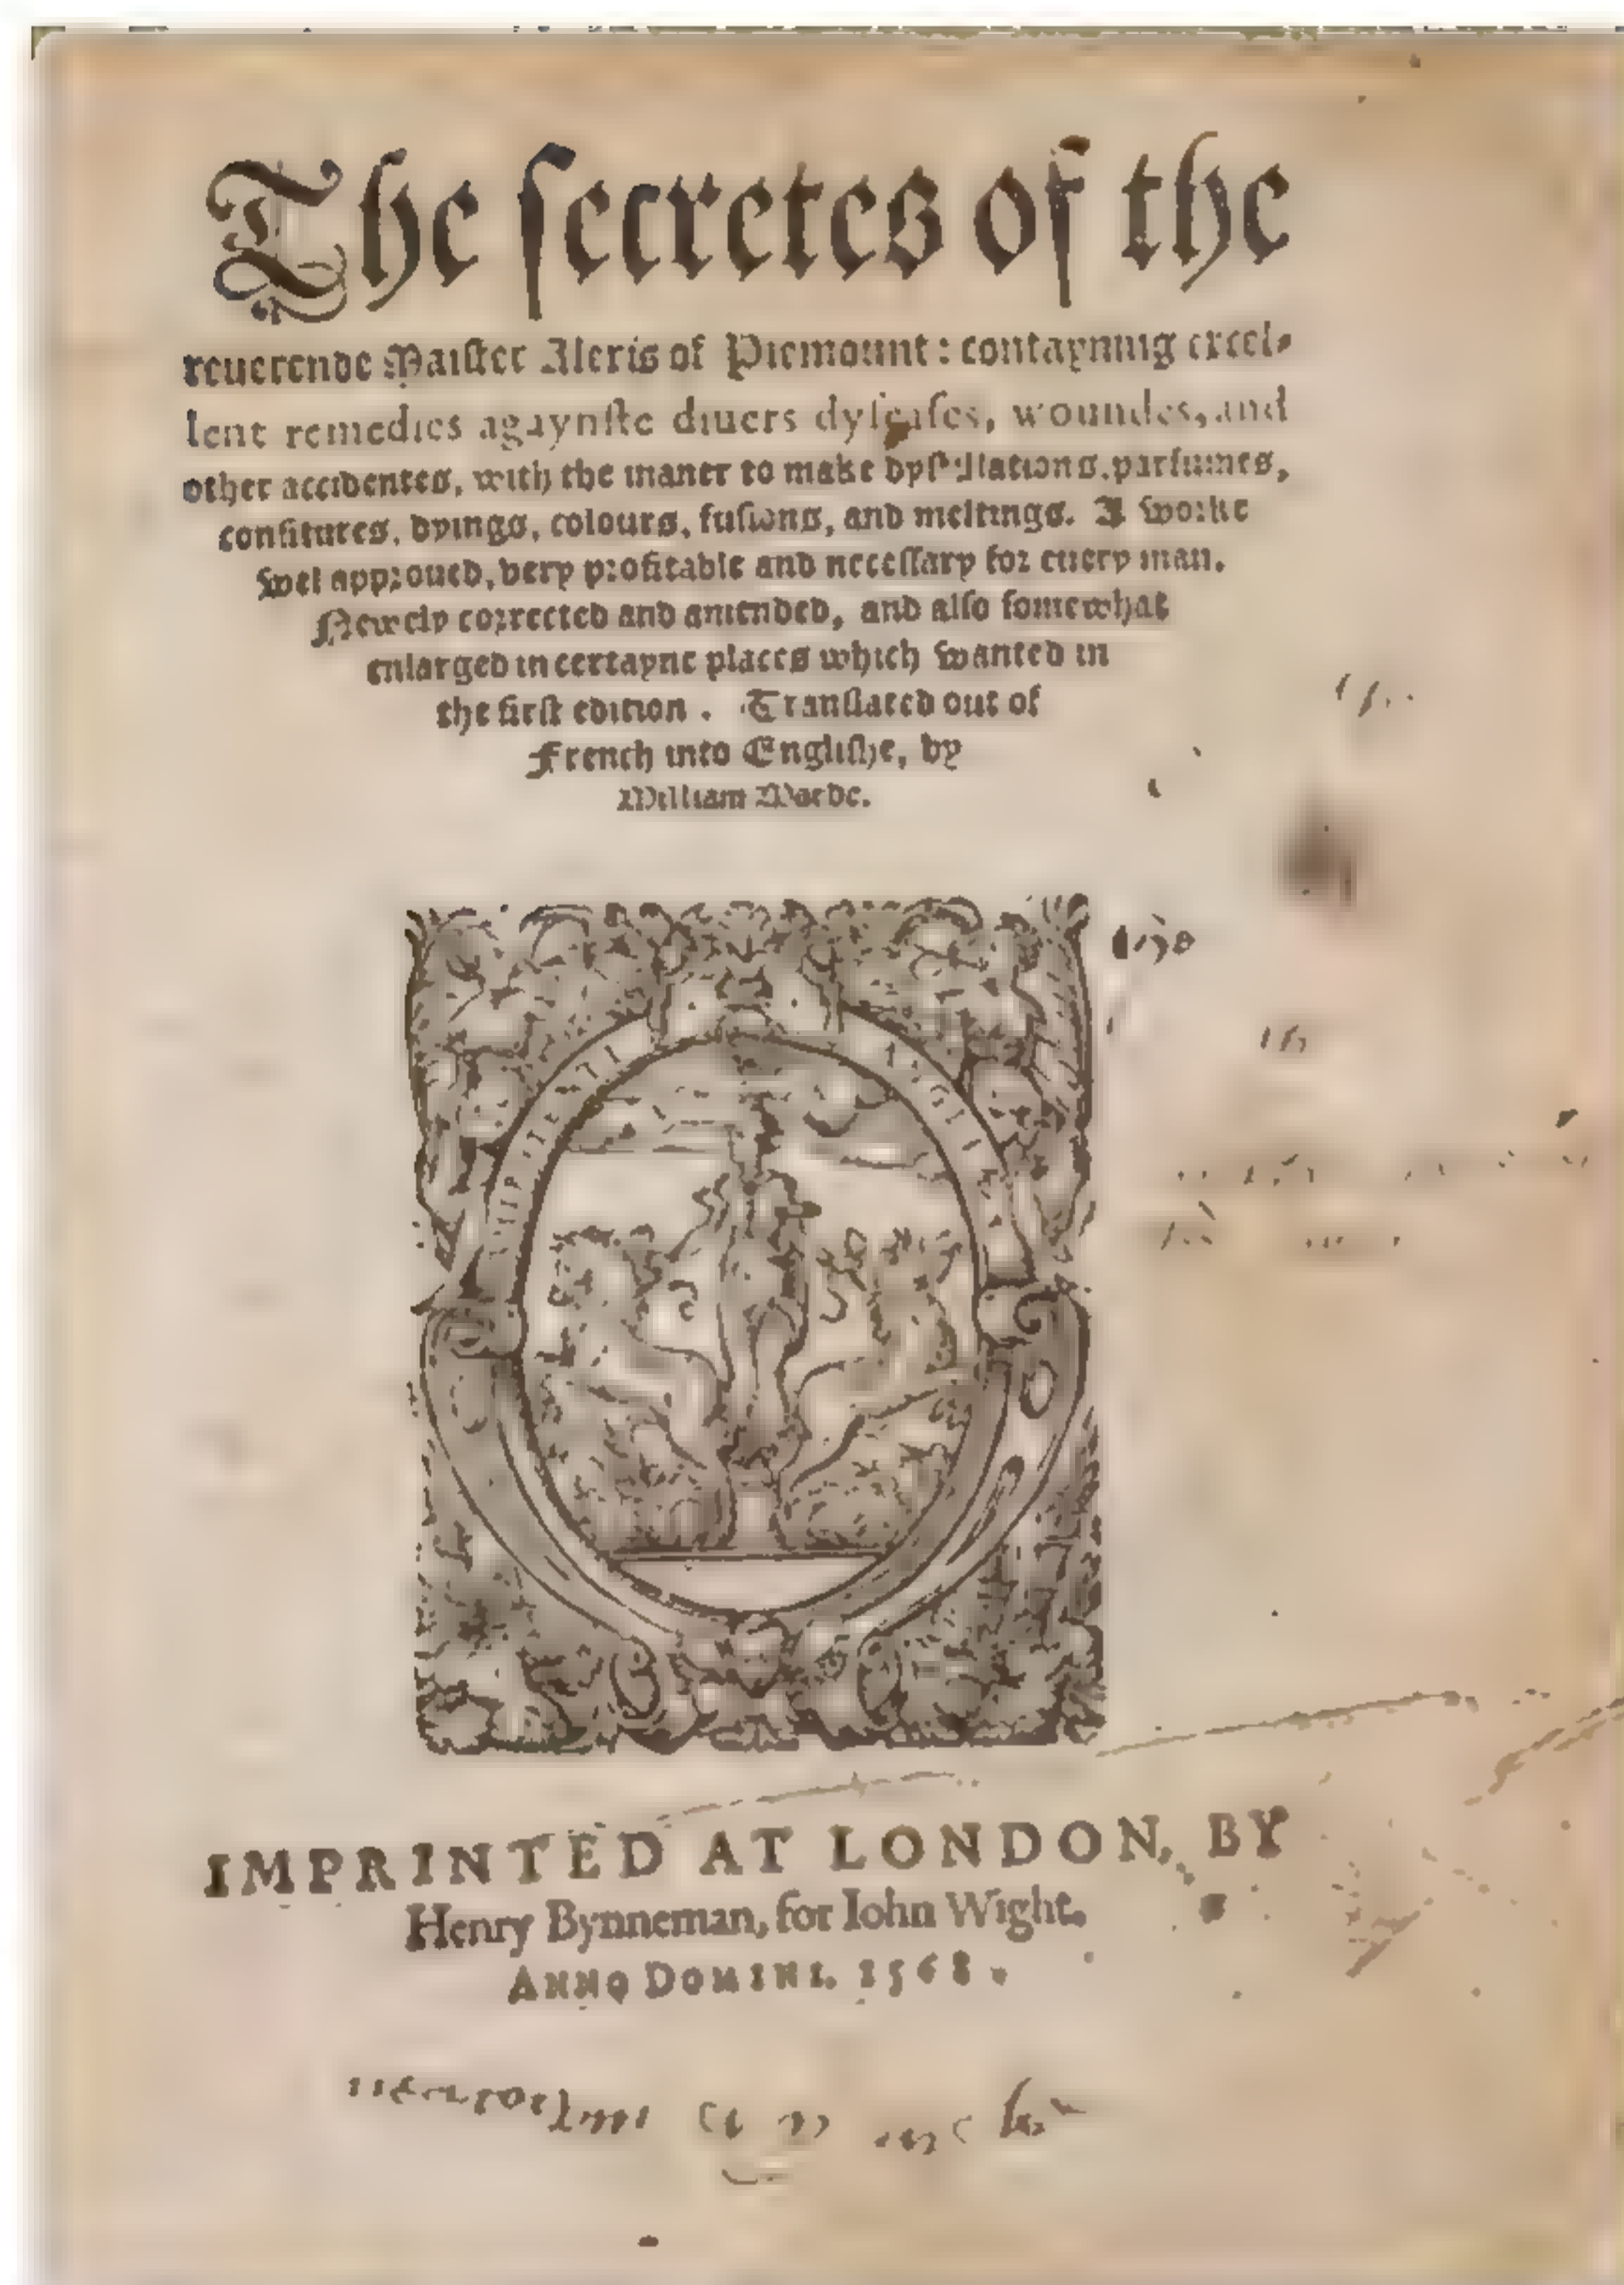 The secretes of the
reuerende Maister Alexis of Piemount: contayning excel-
lent remedies agaynste diuers dyseases, woundes, and
other accidentes, with the maner to make dystillations, parfumes,
confitures, dyings, colours, fusions, and meltings. A worke
wel approued, very profitable and necessary for euery man.
Newely corrected and amended, and also somewhat
enlarged in certayne places which wanted in
the first edition. Translated out of
French into Englishe, by
William Warde.
IMPRINTED AT LONDON, BY
Henry Bynneman, for Iohn Wight.
ANNO DOMINI. 1568.